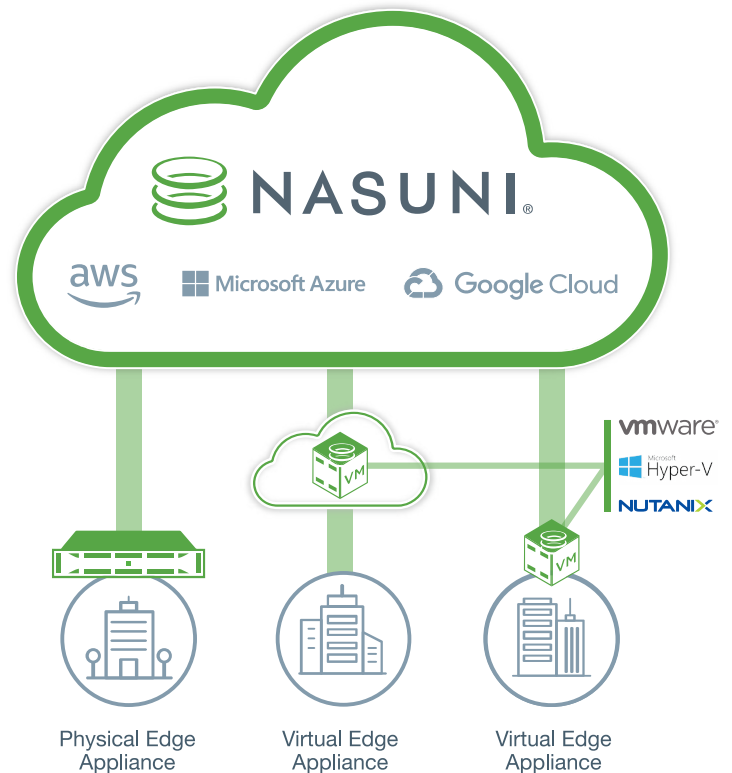 NASUNI®
aws
Microsoft Azure
Google Cloud
vmware®
Microsoft
Hyper-V
NUTANIX
VM
VM
Physical Edge
Appliance
Virtual Edge
Appliance
Virtual Edge
Appliance